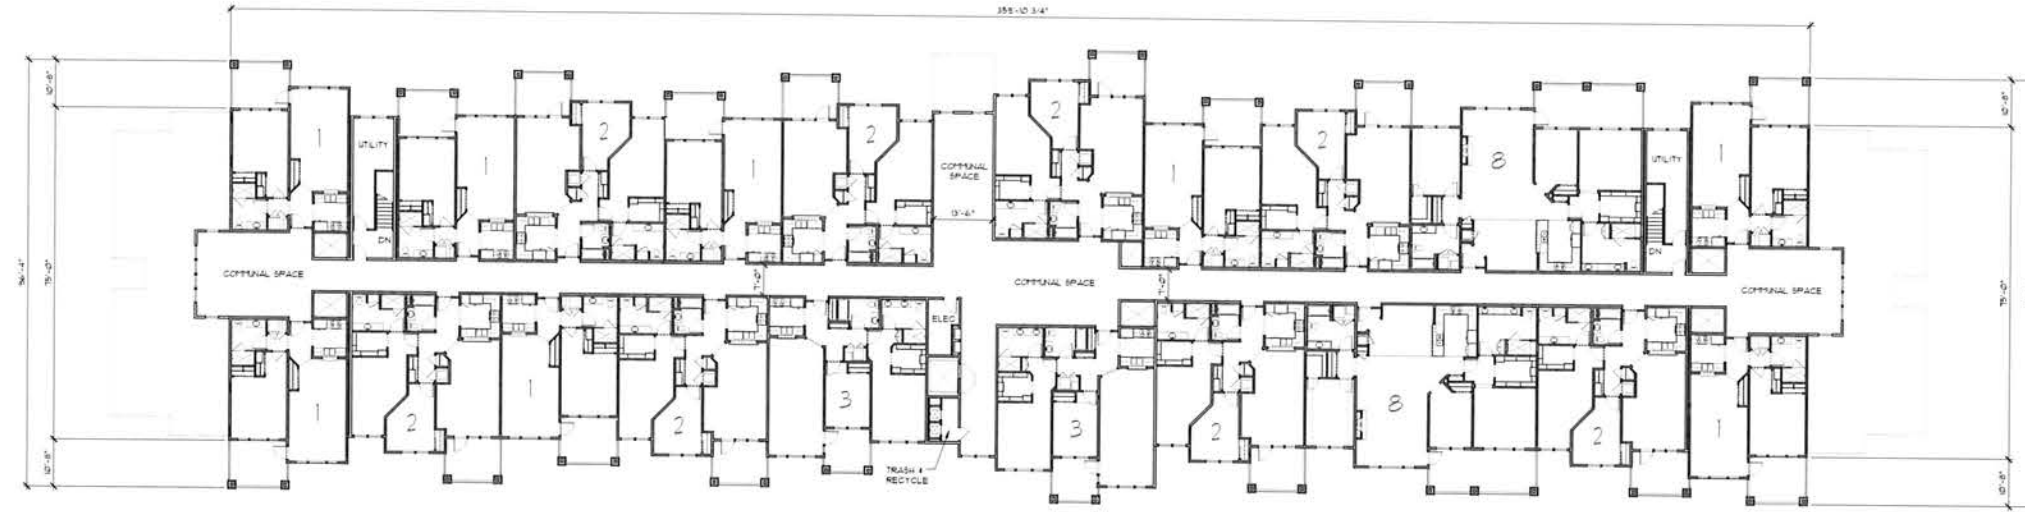 355'-10 3/4"
10'-8"
10'-8"
2
2
1
2
2
8
1
UTILITY
1
1
2
1
UTILITY
COMMUNAL
SPACE
96'-4"
75'-0"
13'-6"
75'-0"
DN
DN
COMMUNAL SPACE
7'-0"
COMMUNAL SPACE
7'-0"
COMMUNAL SPACE
ELEC
1
2
1
2
3
3
2
8
2
1
10'-8"
TRASH &
RECYCLE
10'-8"